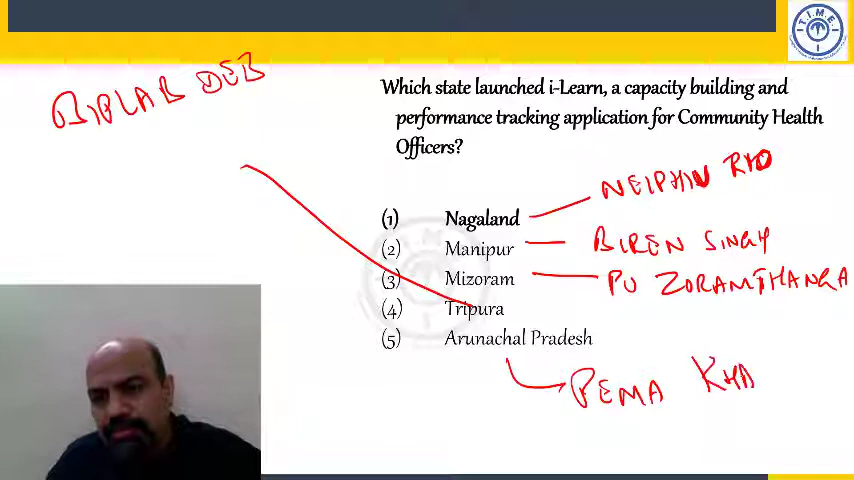 T.I.M.E.
BIPLAB DEB
Which state launched i-Learn, a capacity building and
performance tracking application for Community Health
Officers?
(1) Nagaland
NEIPHIU RIO
(2) Manipur
BIREN SINGH
(3) Mizoram
PU ZORAMTHANGA
(4) Tripura
(5) Arunachal Pradesh
PEMA KHA